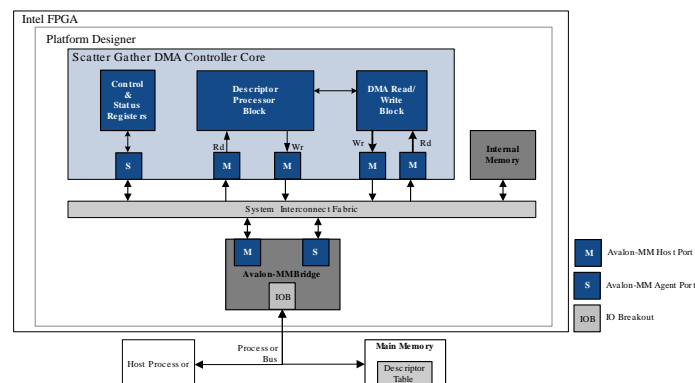 Intel FPGA
Platform Designer
Scatter Gather DMA Controller Core
Control
&
Status
Registers
Descriptor
Processor
Block
DMA Read/
Write
Block
Rd
Wr
Wr
Rd
S
M
M
M
M
Internal
Memory
System Interconnect Fabric
M
S
Avalon-MMBridge
IOB
M
Avalon-MM Host Port
S
Avalon-MM Agent Port
IOB
IO Breakout
Processor
Bus
Host Processor
Main Memory
Descriptor
Table